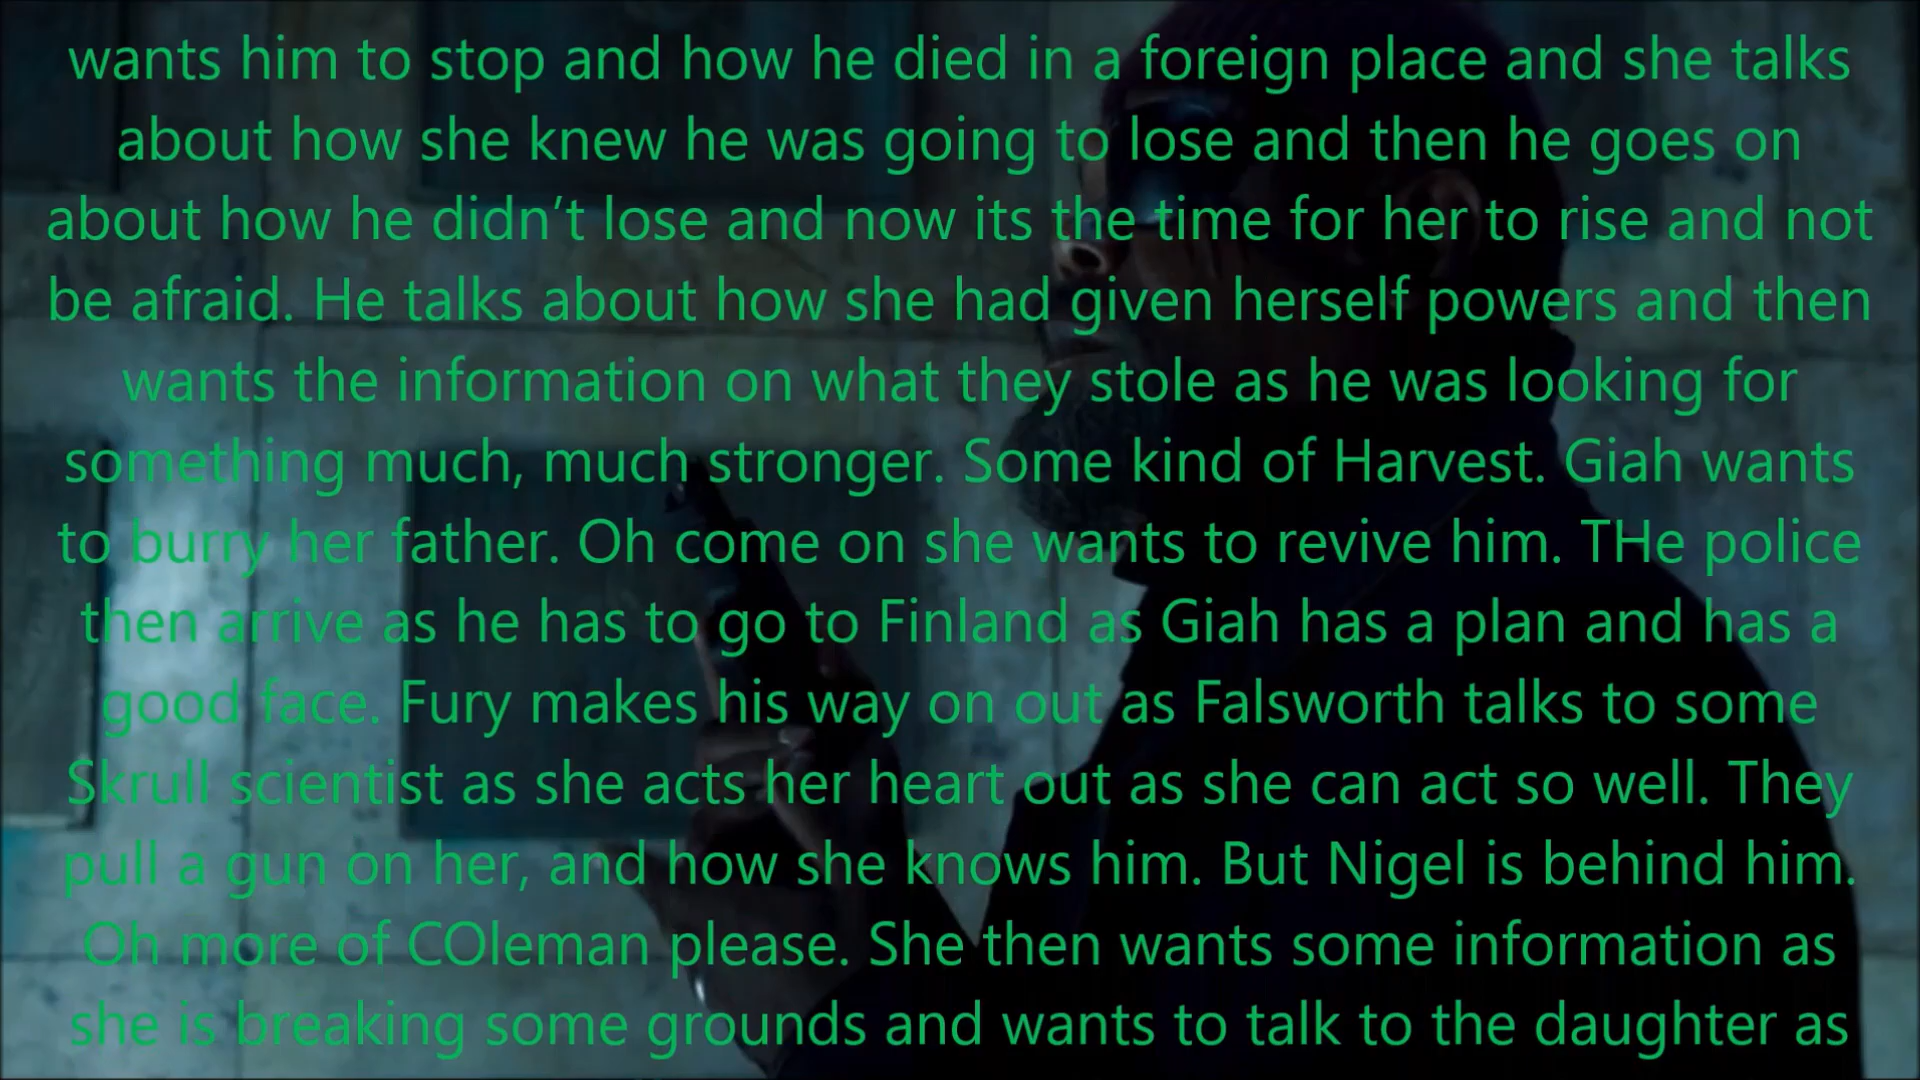 wants him to stop and how he died in a foreign place and she talks
about how she knew he was going to lose and then he goes on
about how he didn’t lose and now its the time for her to rise and not
be afraid. He talks about how she had given herself powers and then
wants the information on what they stole as he was looking for
something much, much stronger. Some kind of Harvest. Giah wants
to burry her father. Oh come on she wants to revive him. THe police
then arrive as he has to go to Finland as Giah has a plan and has a
good face. Fury makes his way on out as Falsworth talks to some
Skrull scientist as she acts her heart out as she can act so well. They
pull a gun on her, and how she knows him. But Nigel is behind him.
Oh more of COleman please. She then wants some information as
she is breaking some grounds and wants to talk to the daughter as